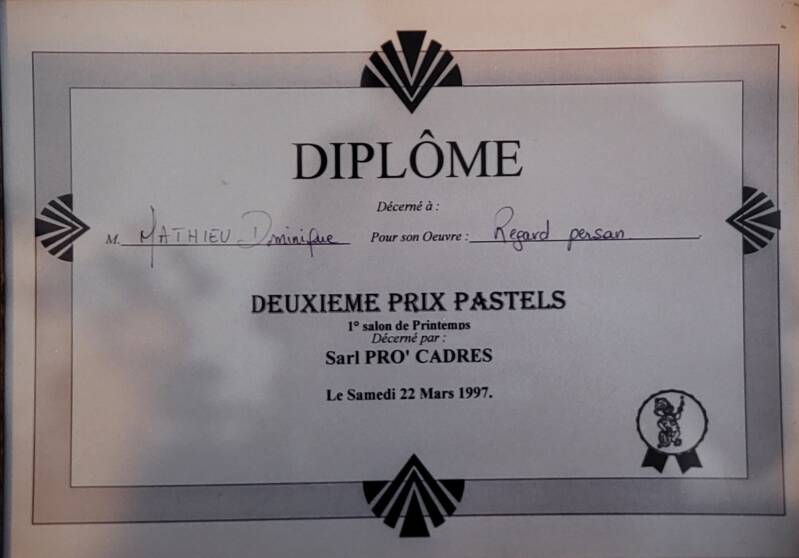 DIPLÔME
Décerné à :
M. MATHIEU Dominique Pour son Oeuvre : Regard persan
DEUXIEME PRIX PASTELS
1° salon de Printemps
Décerné par :
Sarl PRO' CADRES
Le Samedi 22 Mars 1997.